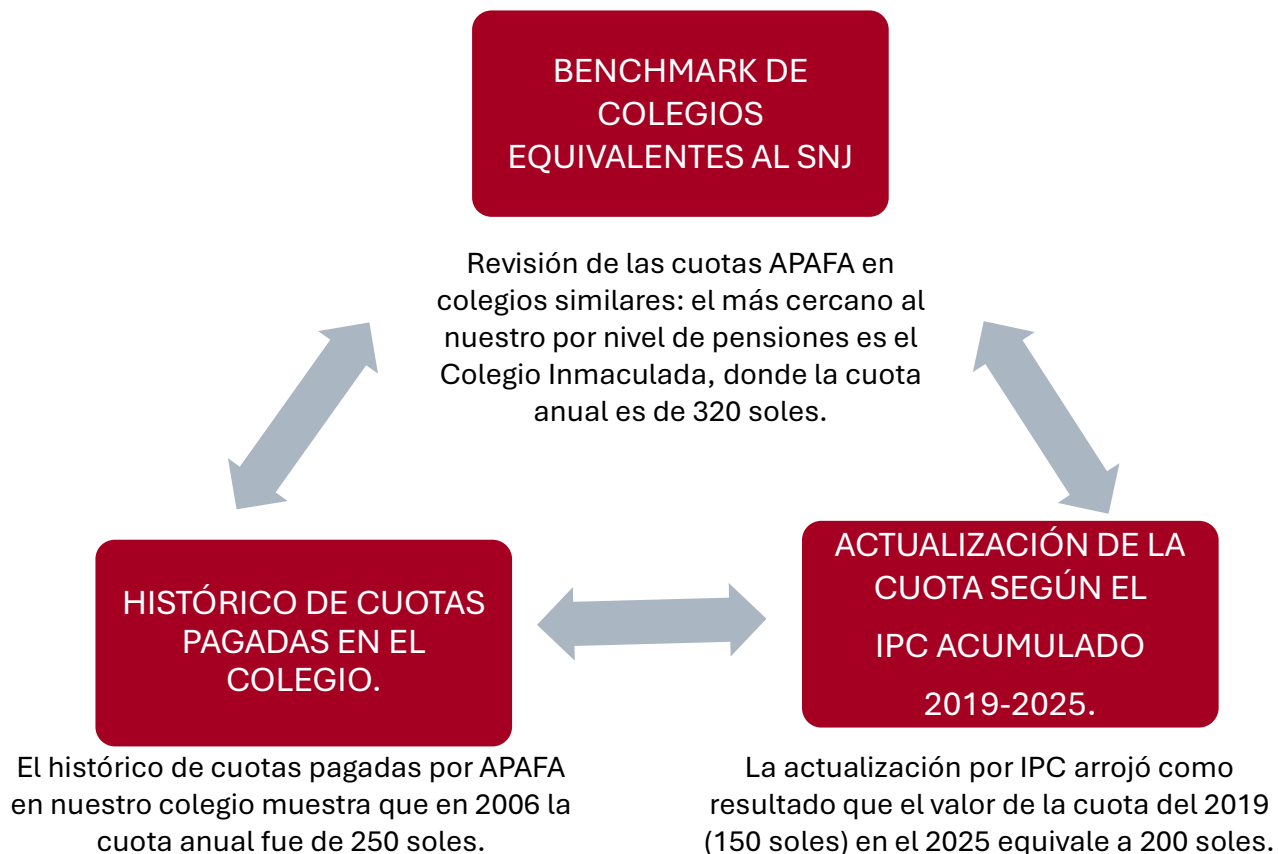 BENCHMARK DE
COLEGIOS
EQUIVALENTES AL SNJ
Revisión de las cuotas APAFA en
colegios similares: el más cercano al
nuestro por nivel de pensiones es el
Colegio Inmaculada, donde la cuota
anual es de 320 soles.
HISTÓRICO DE CUOTAS
PAGADAS EN EL
COLEGIO.
El histórico de cuotas pagadas por APAFA
en nuestro colegio muestra que en 2006 la
cuota anual fue de 250 soles.
ACTUALIZACIÓN DE LA
CUOTA SEGÚN EL
IPC ACUMULADO
2019-2025.
La actualización por IPC arrojó como
resultado que el valor de la cuota del 2019
(150 soles) en el 2025 equivale a 200 soles.